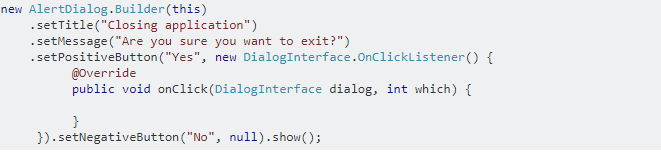 new AlertDialog.Builder(this)
    .setTitle("Closing application")
    .setMessage("Are you sure you want to exit?")
    .setPositiveButton("Yes", new DialogInterface.OnClickListener() {
          @Override
          public void onClick(DialogInterface dialog, int which) {
          }
     }).setNegativeButton("No", null).show();